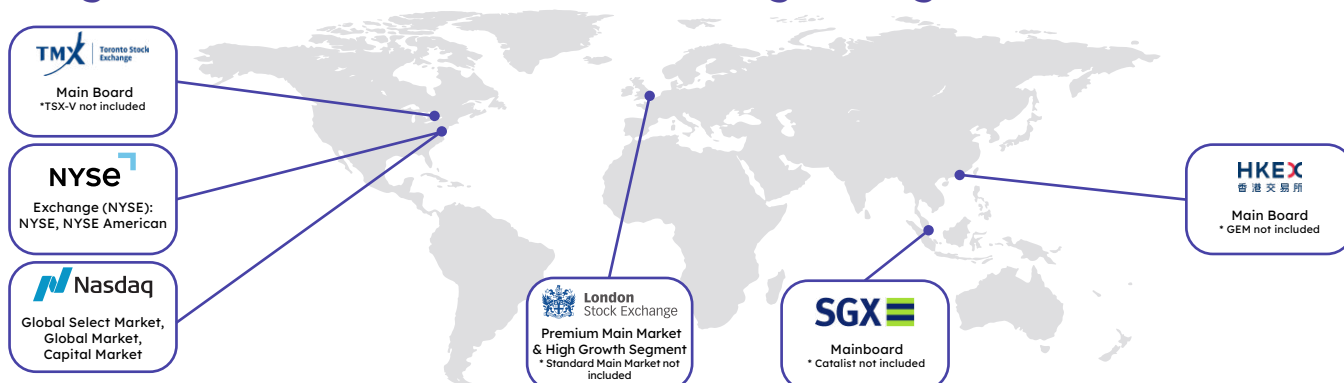 TMX Toronto Stock
Exchange
Main Board
*TSX-V not included
NYSE
Exchange (NYSE):
NYSE, NYSE American
Nasdaq
Global Select Market,
Global Market,
Capital Market
London
Stock Exchange
Premium Main Market
& High Growth Segment
* Standard Main Market not
included
SGX
Mainboard
* Catalist not included
HKEX
香港交易所
Main Board
* GEM not included